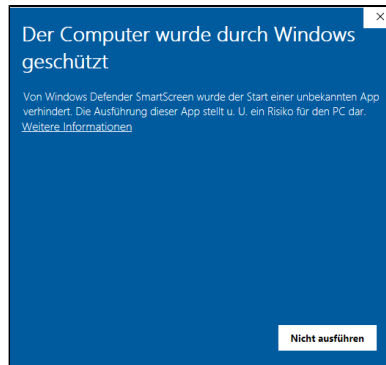 Der Computer wurde durch Windows
geschützt
Von Windows Defender SmartScreen wurde der Start einer unbekannten App
verhindert. Die Ausführung dieser App stellt u. U. ein Risiko für den PC dar.
Weitere Informationen
Nicht ausführen